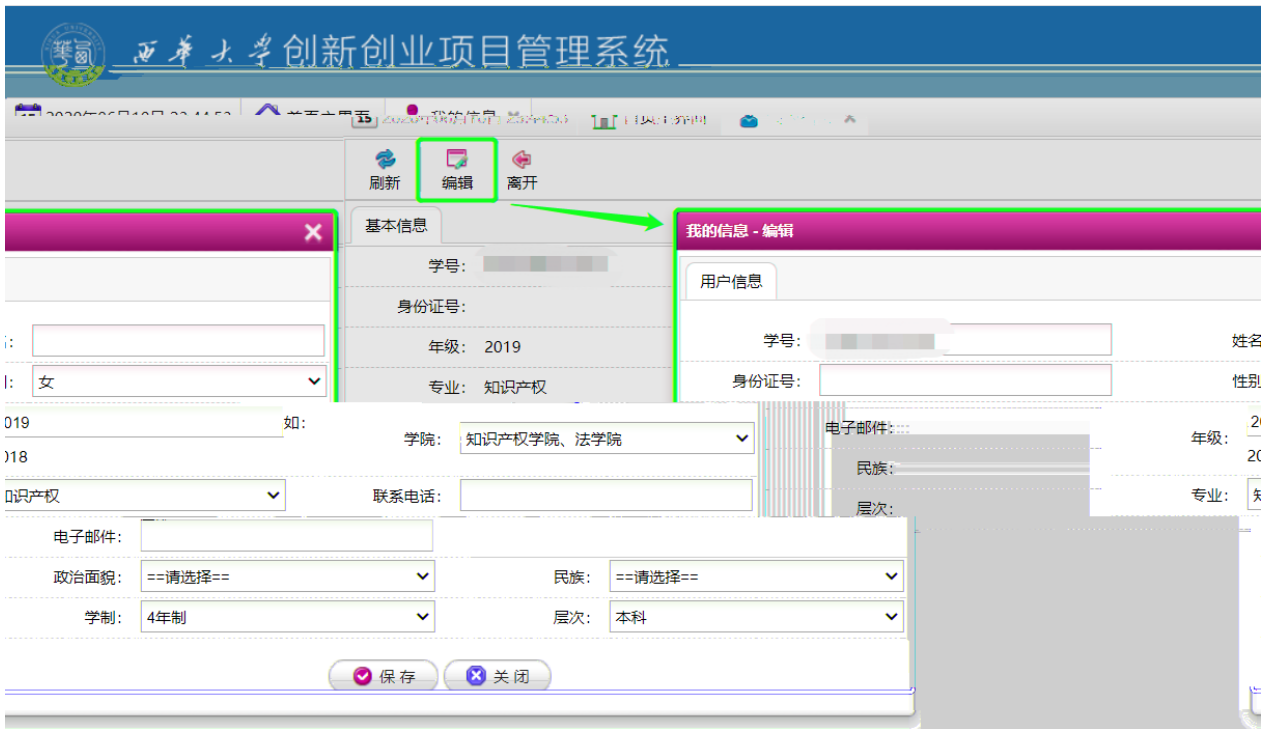 西华大学创新创业项目管理系统
刷新 编辑 离开
基本信息
我的信息 - 编辑
学号:
用户信息
身份证号:
学号: 姓名
年级: 2019
女
专业: 知识产权
身份证号: 性别
019 如:
学院: 知识产权学院、法学院
电子邮件:
年级:
018
民族:
知识产权
联系电话:
层次:
专业:
电子邮件:
政治面貌: ==请选择==
民族: ==请选择==
学制: 4年制
层次: 本科
保存 关闭